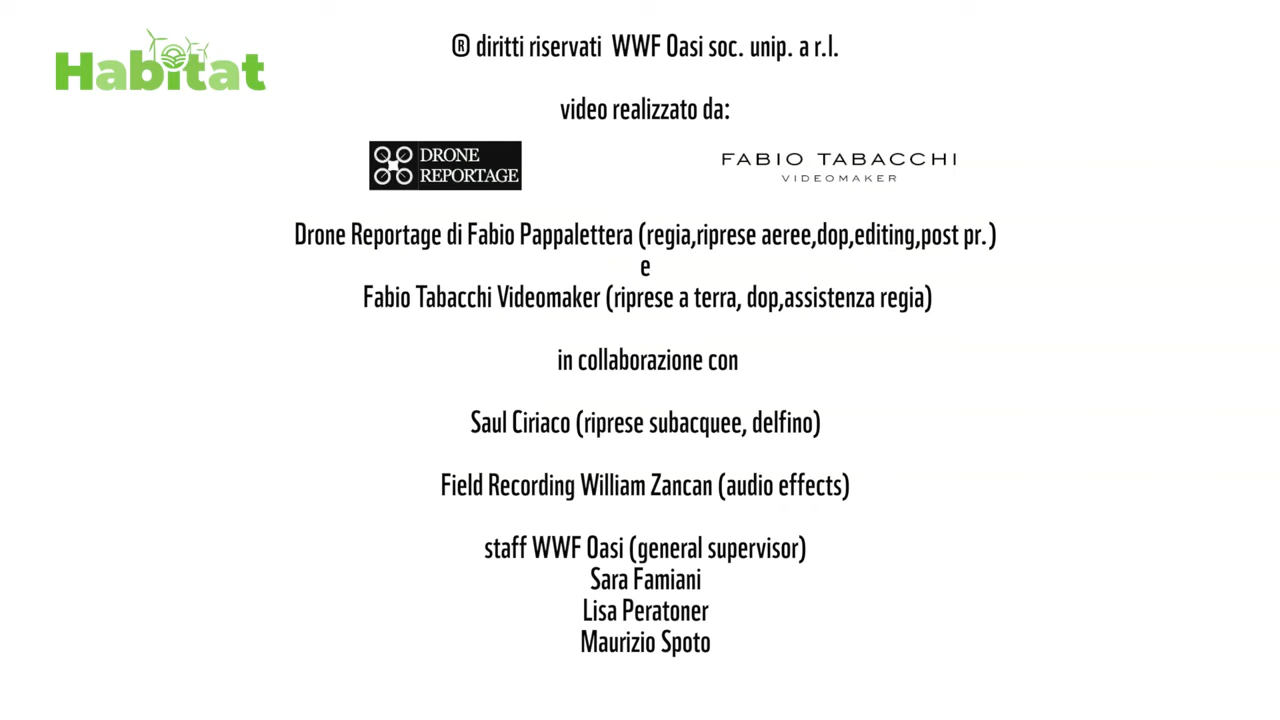 Habitat
® diritti riservati WWF Oasi soc. unip. a r.l.
video realizzato da:
DRONE
REPORTAGE
FABIO TABACCHI
VIDEOMAKER
Drone Reportage di Fabio Pappalettera (regia,riprese aeree,dop,editing,post pr.)
e
Fabio Tabacchi Videomaker (riprese a terra, dop,assistenza regia)
in collaborazione con
Saul Ciriaco (riprese subacquee, delfino)
Field Recording William Zancan (audio effects)
staff WWF Oasi (general supervisor)
Sara Famiani
Lisa Peratoner
Maurizio Spoto